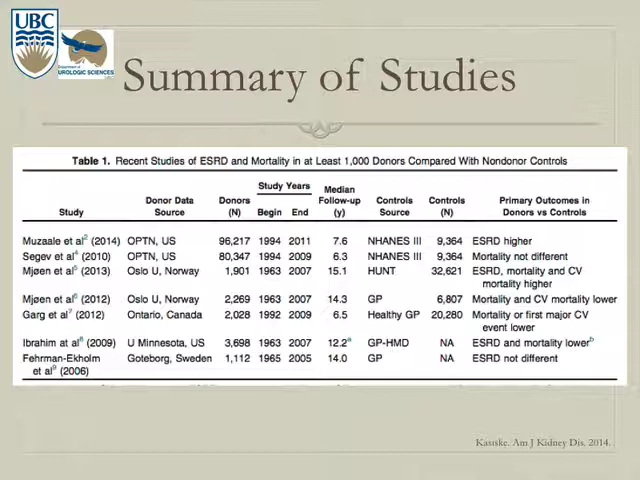 UBC
Department of
UROLOGIC SCIENCES
Summary of Studies
Table 1. Recent Studies of ESRD and Mortality in at Least 1,000 Donors Compared With Nondonor Controls
Study Donor Data Source Donors (N) Study Years Begin End Median Follow-up (y) Controls Source Controls (N) Primary Outcomes in Donors vs Controls
Muzaale et al2 (2014) OPTN, US 96,217 1994 2011 7.6 NHANES III 9,364 ESRD higher
Segev et al4 (2010) OPTN, US 80,347 1994 2009 6.3 NHANES III 9,364 Mortality not different
Mjøen et al5 (2013) Oslo U, Norway 1,901 1963 2007 15.1 HUNT 32,621 ESRD, mortality and CV
mortality higher
Mjøen et al6 (2012) Oslo U, Norway 2,269 1963 2007 14.3 GP 6,807 Mortality and CV mortality lower
Garg et al7 (2012) Ontario, Canada 2,028 1992 2009 6.5 Healthy GP 20,280 Mortality or first major CV
event lower
Ibrahim at al8 (2009) U Minnesota, US 3,698 1963 2007 12.2a GP-HMD NA ESRD and mortality lowerb
Fehrman-Ekholm Goteborg, Sweden 1,112 1965 2005 14.0 GP NA ESRD not different
et al9 (2006)
Kasiske. Am J Kidney Dis. 2014.